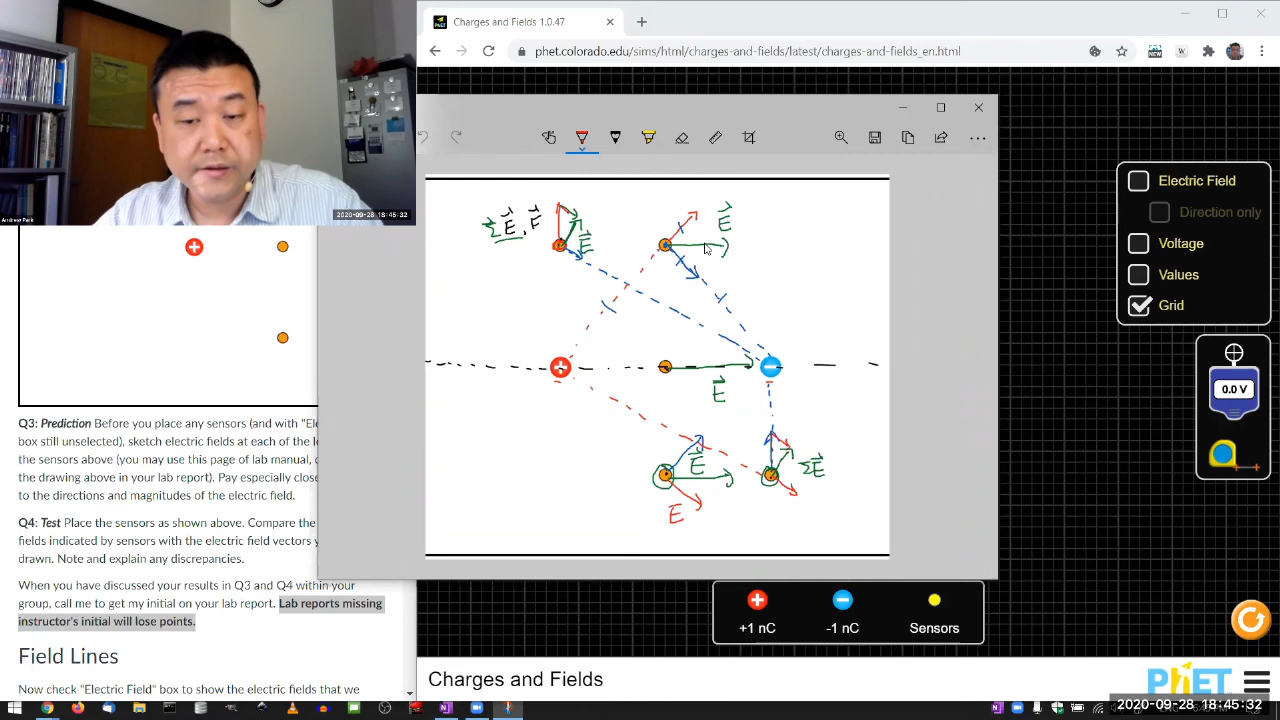 Charges and Fields 1.0.47
phet.colorado.edu/sims/html/charges-and-fields/latest/charges-and-fields_en.html
Andrew Park
2020-09-28 18:45:32
Σ E , E
E
E
E
E
E
ΣE
Electric Field
Direction only
Voltage
Values
Grid
0.0 V
Q3: Prediction Before you place any sensors (and with "El
box still unselected), sketch electric fields at each of the lo
the sensors above (you may use this page of lab manual, o
the drawing above in your lab report). Pay especially close
to the directions and magnitudes of the electric field.
Q4: Test Place the sensors as shown above. Compare the
fields indicated by sensors with the electric field vectors y
drawn. Note and explain any discrepancies.
When you have discussed your results in Q3 and Q4 within your
group, call me to get my initial on your lab report. Lab reports missing
instructor's initial will lose points.
Field Lines
Now check "Electric Field" box to show the electric fields that we
+1 nC
-1 nC
Sensors
Charges and Fields
PhET
2020-09-28 18:45:32